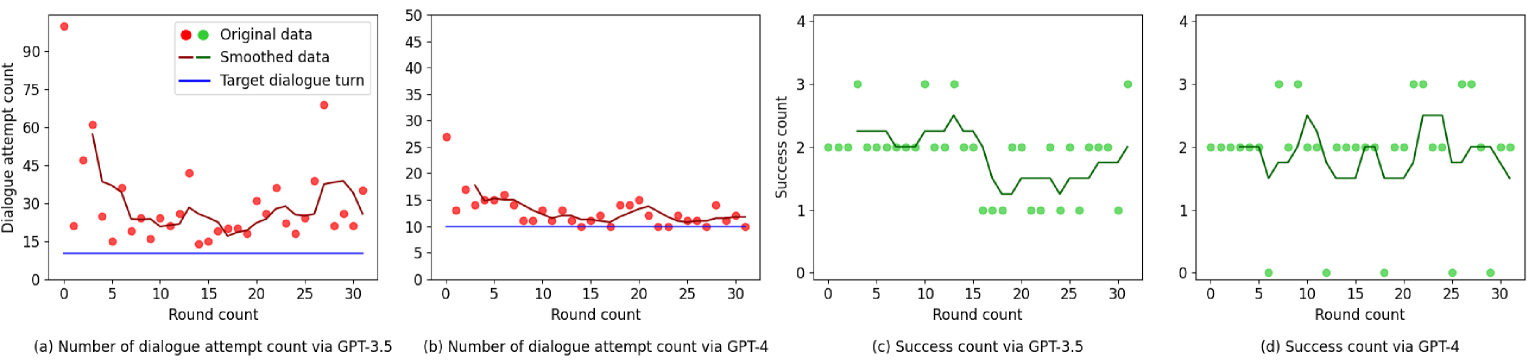 90
75
60
45
30
15
0
0 5 10 15 20 25 30
Dialogue attempt count
Round count
Original data
Smoothed data
Target dialogue turn
(a) Number of dialogue attempt count via GPT-3.5
50
45
40
35
30
25
20
15
10
5
0
0 5 10 15 20 25 30
Round count
(b) Number of dialogue attempt count via GPT-4
4
3
2
1
0
0 5 10 15 20 25 30
Success count
Round count
(c) Success count via GPT-3.5
4
3
2
1
0
0 5 10 15 20 25 30
Round count
(d) Success count via GPT-4